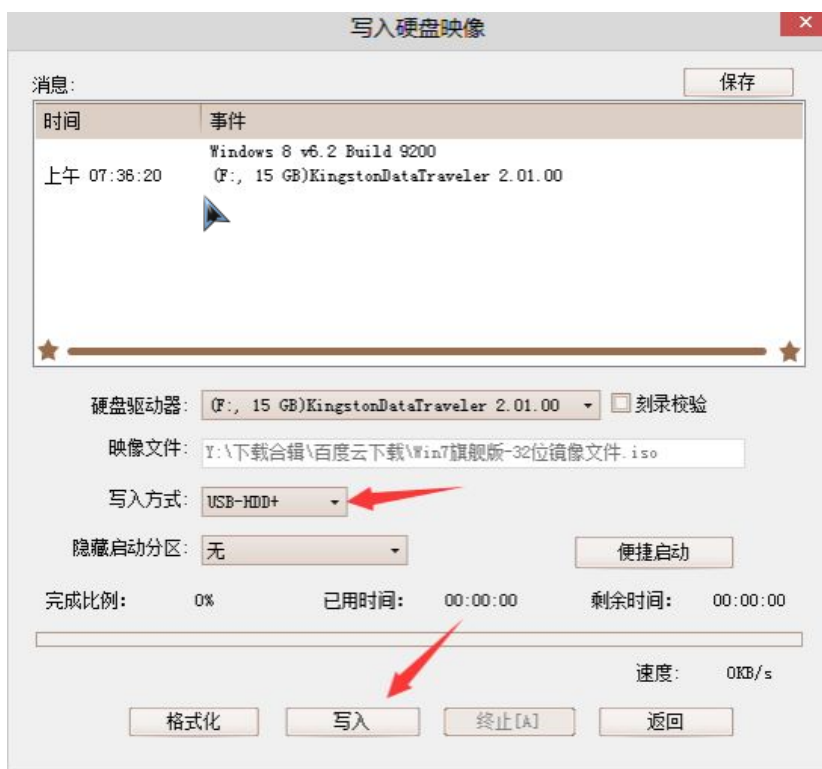 写入硬盘映像
消息: 保存
时间 事件
Windows 8 v6.2 Build 9200
上午 07:36:20 (F:, 15 GB)KingstonDataTraveler 2.01.00
硬盘驱动器: (F:, 15 GB)KingstonDataTraveler 2.01.00 刻录校验
映像文件: Y:\下载合辑\百度云下载\Win7旗舰版-32位镜像文件.iso
写入方式: USB-HDD+
隐藏启动分区: 无 便捷启动
完成比例: 0% 已用时间: 00:00:00 剩余时间: 00:00:00
速度: 0KB/s
格式化 写入 终止[A] 返回